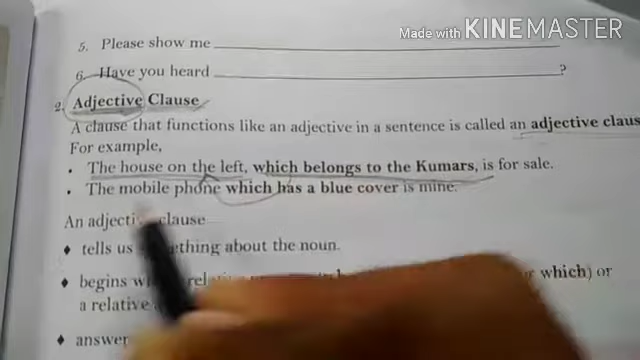 Made with KINEMASTER
5. Please show me
6. Have you heard ?
2. Adjective Clause
A clause that functions like an adjective in a sentence is called an adjective claus
For example,
• The house on the left, which belongs to the Kumars, is for sale.
• The mobile phone which has a blue cover is mine.
An adjective clause
♦ tells us something about the noun.
♦ begins which) or
a relative
♦ answer